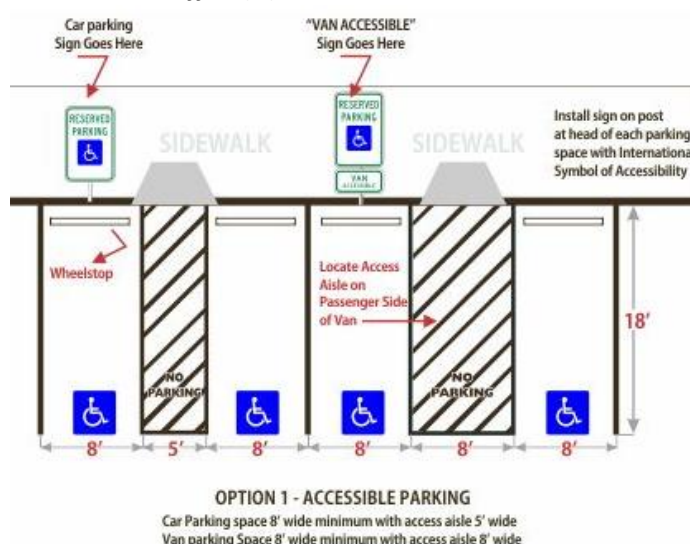 Car parking
Sign Goes Here
"VAN ACCESSIBLE"
Sign Goes Here
RESERVED
PARKING
RESERVED
PARKING
VAN
ACCESSIBLE
SIDEWALK
SIDEWALK
Install sign on post
at head of each parking
space with Internationa
Symbol of Accessibility
Wheelstop
Locate Access
Aisle on
Passenger Side
of Van
18'
NO
PARKING
NO
PARKING
8'
5'
8'
8'
8'
8'
OPTION 1 - ACCESSIBLE PARKING
Car Parking space 8' wide minimum with access aisle 5' wide
Van parking Space 8' wide minimum with access aisle 8' wide